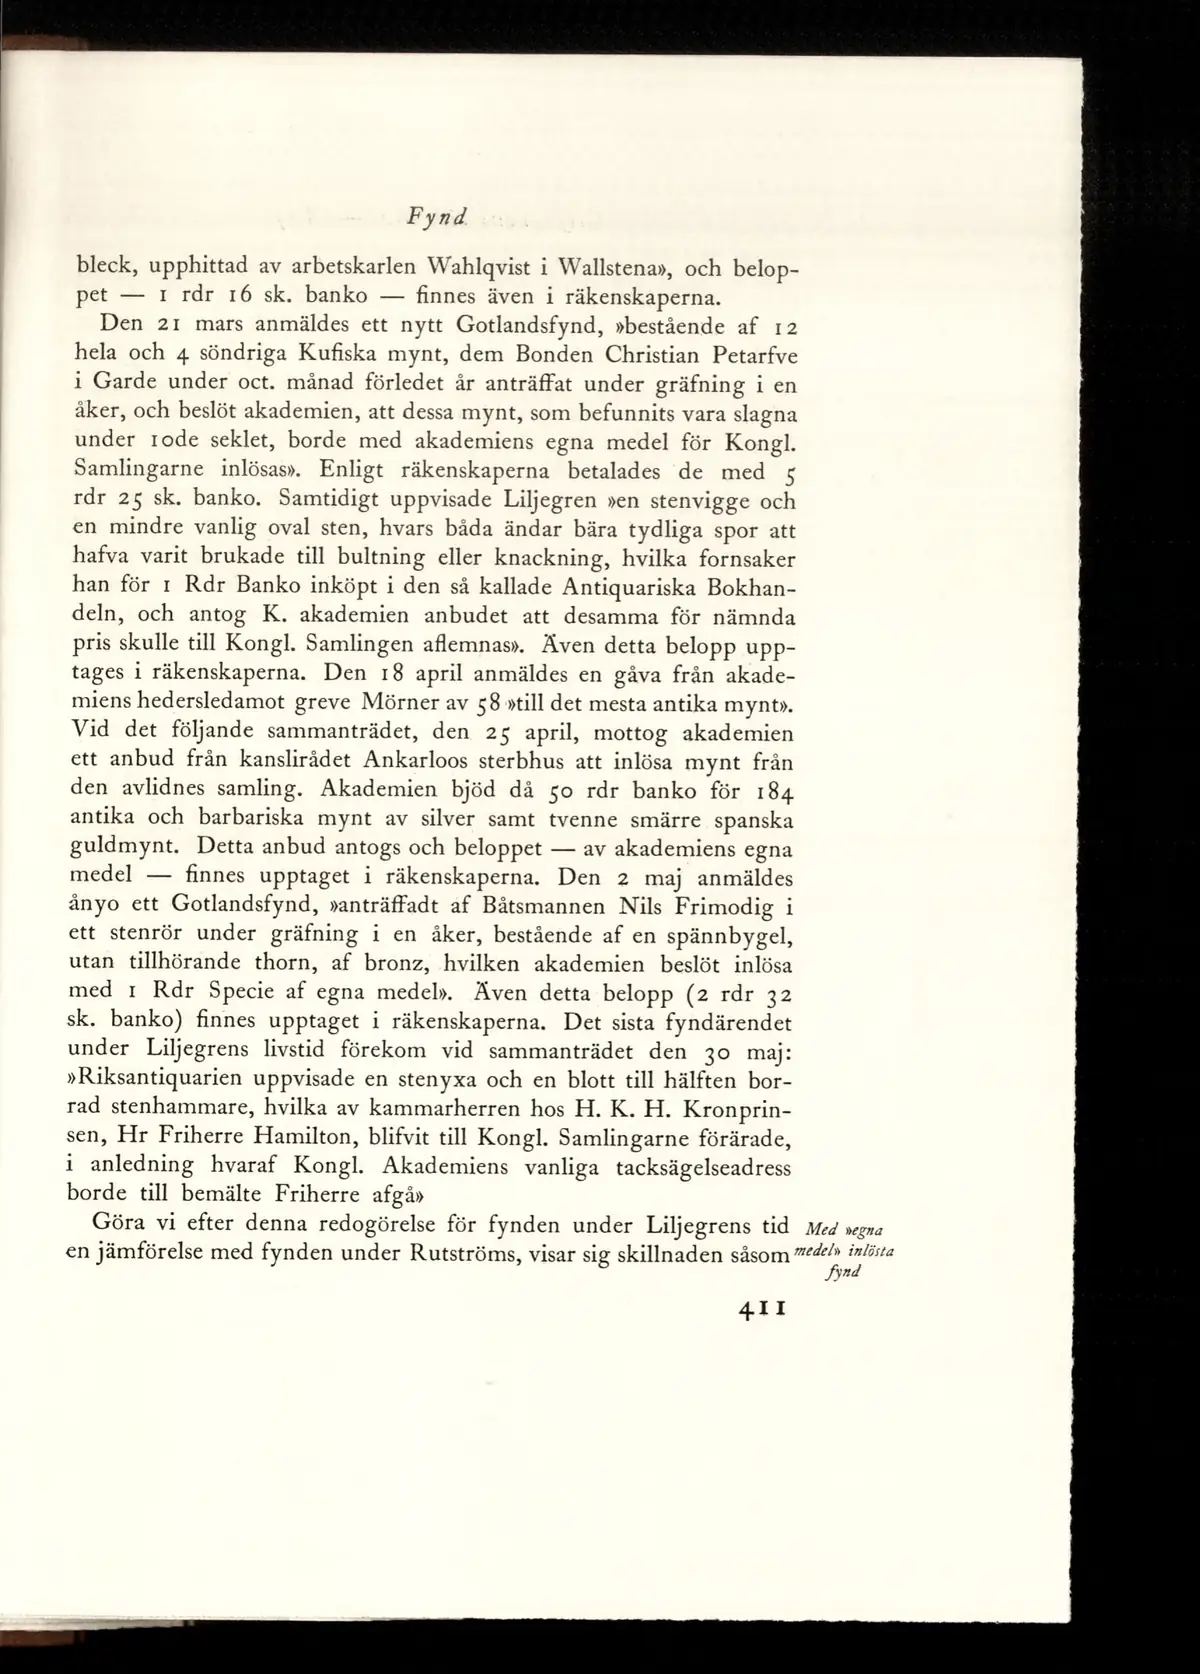 Fynd
bleck, upphittad av arbetskarlen Wahlqvist i Wallstena», och belop-
pet — 1 rdr 16 sk. banko — finnes även i räkenskaperna.
Den 21 mars anmäldes ett nytt Gotlandsfynd, »bestående af 12
hela och 4 söndriga Kufiska mynt, dem Bonden Christian Petarfve
i Garde under oct. månad förledet år anträffat under gräfning i en
åker, och beslöt akademien, att dessa mynt, som befunnits vara slagna
under 10de seklet, borde med akademiens egna medel för Kongl.
Samlingarne inlösas». Enligt räkenskaperna betalades de med 5
rdr 25 sk. banko. Samtidigt uppvisade Liljegren »en stenvigge och
en mindre vanlig oval sten, hvars båda ändar bära tydliga spor att
hafva varit brukade till bultning eller knackning, hvilka fornsaker
han för 1 Rdr Banko inköpt i den så kallade Antiquariska Bokhan-
deln, och antog K. akademien anbudet att desamma för nämnda
pris skulle till Kongl. Samlingen aflemnas». Även detta belopp upp-
tages i räkenskaperna. Den 18 april anmäldes en gåva från akade-
miens hedersledamot greve Mörner av 58 »till det mesta antika mynt».
Vid det följande sammanträdet, den 25 april, mottog akademien
ett anbud från kanslirådet Ankarloos sterbhus att inlösa mynt från
den avlidnes samling. Akademien bjöd då 50 rdr banko för 184
antika och barbariska mynt av silver samt tvenne smärre spanska
guldmynt. Detta anbud antogs och beloppet — av akademiens egna
medel — finnes upptaget i räkenskaperna. Den 2 maj anmäldes
ånyo ett Gotlandsfynd, »anträffadt af Båtsmannen Nils Frimodig i
ett stenrör under gräfning i en åker, bestående af en spännbygel,
utan tillhörande thorn, af bronz, hvilken akademien beslöt inlösa
med 1 Rdr Specie af egna medel». Även detta belopp (2 rdr 32
sk. banko) finnes upptaget i räkenskaperna. Det sista fyndärendet
under Liljegrens livstid förekom vid sammanträdet den 30 maj:
»Riksantiquarien uppvisade en stenyxa och en blott till hälften bor-
rad stenhammare, hvilka av kammarherren hos H. K. H. Kronprin-
sen, Hr Friherre Hamilton, blifvit till Kongl. Samlingarne förärade,
i anledning hvaraf Kongl. Akademiens vanliga tacksägelseadress
borde till bemälte Friherre afgå»
Göra vi efter denna redogörelse för fynden under Liljegrens tid
en jämförelse med fynden under Rutströms, visar sig skillnaden såsom
Med »egna
medel» inlösta
fynd
411